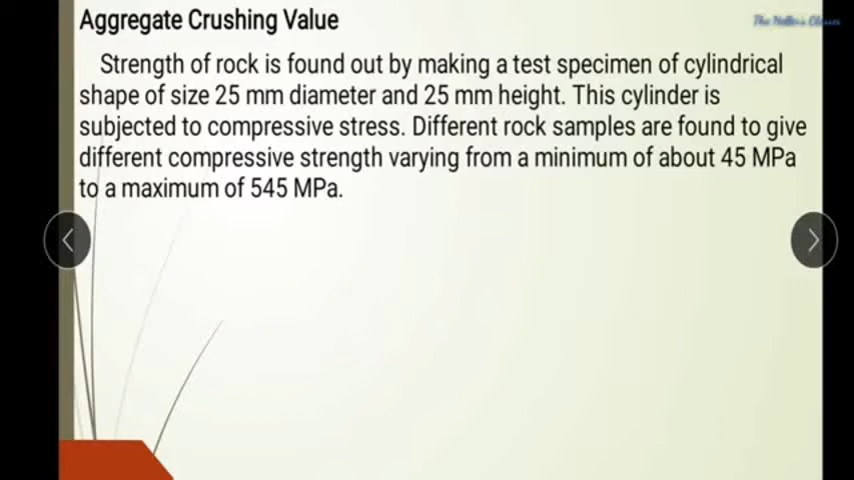 Aggregate Crushing Value
Strength of rock is found out by making a test specimen of cylindrical
shape of size 25 mm diameter and 25 mm height. This cylinder is
subjected to compressive stress. Different rock samples are found to give
different compressive strength varying from a minimum of about 45 MPa
to a maximum of 545 MPa.